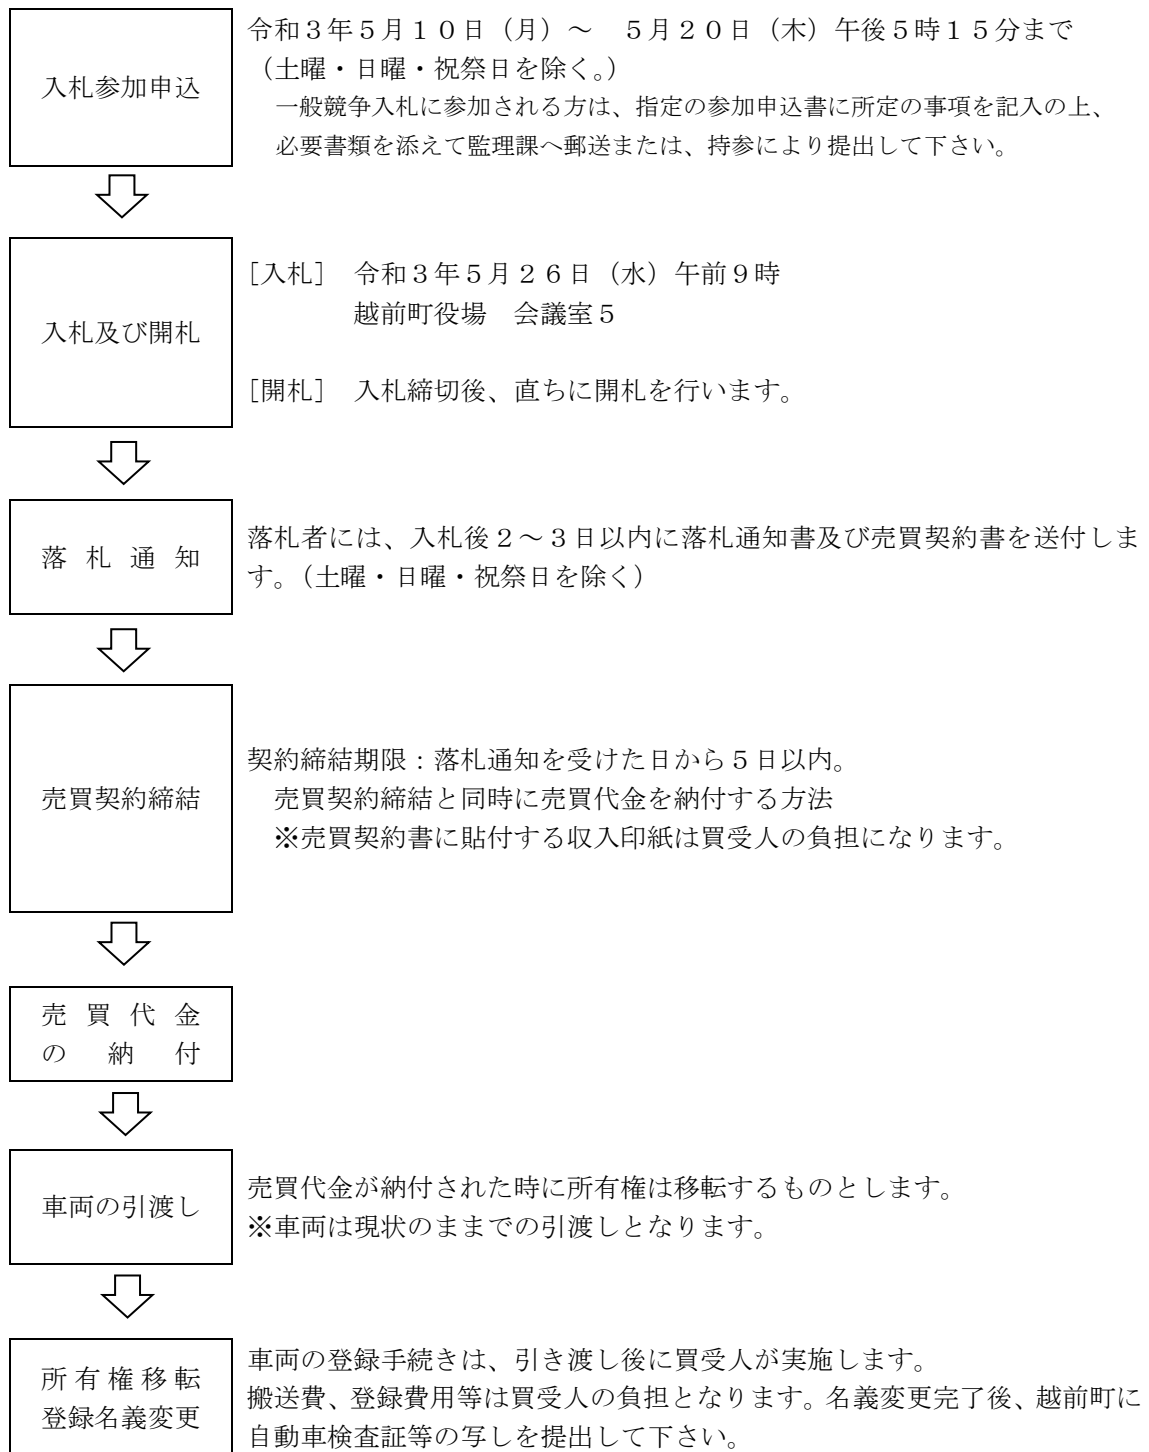 入札参加申込
令和３年５月１０日（月）～　５月２０日（木）午後５時１５分まで
（土曜・日曜・祝祭日を除く。）
一般競争入札に参加される方は、指定の参加申込書に所定の事項を記入の上、
必要書類を添えて監理課へ郵送または、持参により提出して下さい。
入札及び開札
［入札］　令和３年５月２６日（水）午前９時
越前町役場　会議室５
［開札］　入札締切後、直ちに開札を行います。
落 札 通 知
落札者には、入札後２～３日以内に落札通知書及び売買契約書を送付しま
す。（土曜・日曜・祝祭日を除く）
売買契約締結
契約締結期限：落札通知を受けた日から５日以内。
売買契約締結と同時に売買代金を納付する方法
※売買契約書に貼付する収入印紙は買受人の負担になります。
売 買 代 金
の 納 付
車両の引渡し
売買代金が納付された時に所有権は移転するものとします。
※車両は現状のままでの引渡しとなります。
所有権移転
登録名義変更
車両の登録手続きは、引き渡し後に買受人が実施します。
搬送費、登録費用等は買受人の負担となります。名義変更完了後、越前町に
自動車検査証等の写しを提出して下さい。